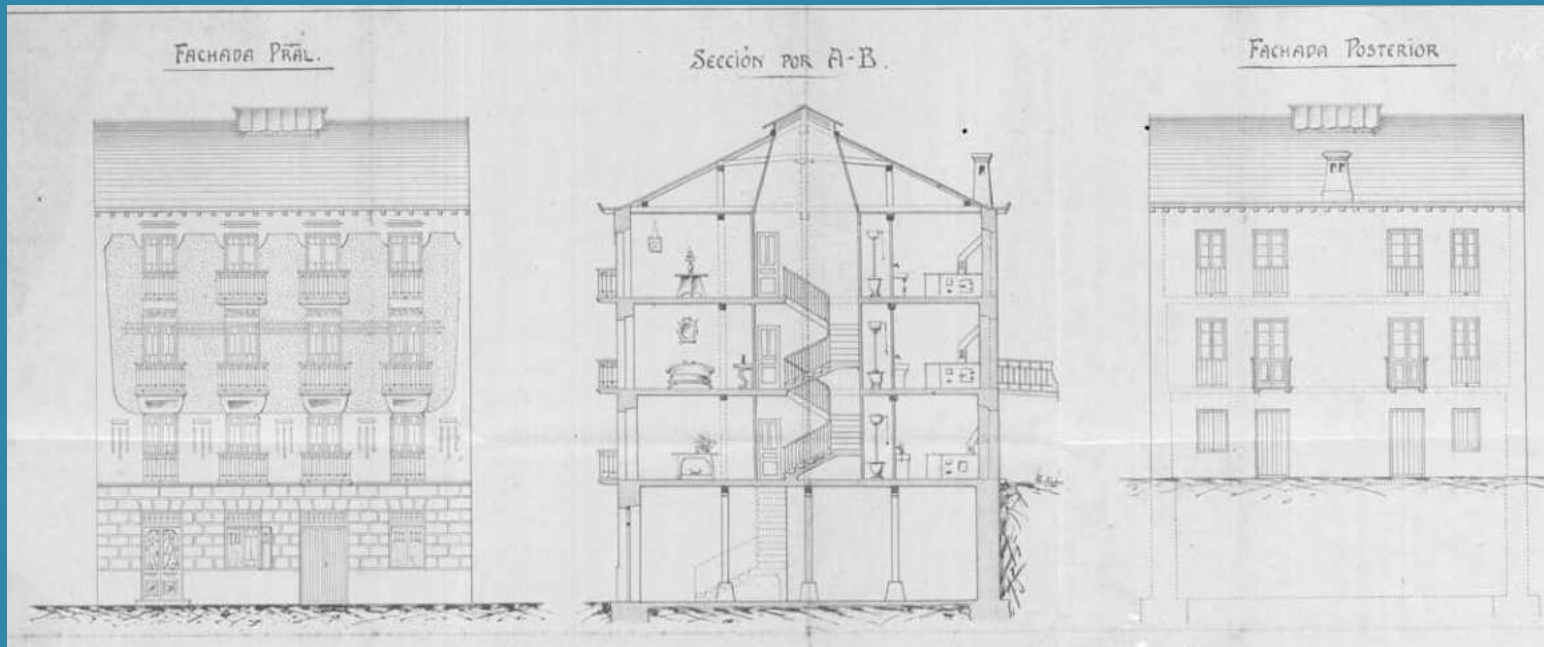 FACHADA PRAL.
SECCIÓN POR A-B.
FACHADA POSTERIOR